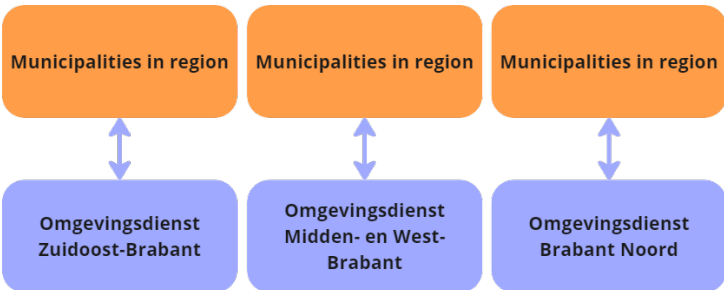 Municipalities in region
Municipalities in region
Municipalities in region
Omgevingsdienst
Zuidoost-Brabant
Omgevingsdienst
Midden- en West-
Brabant
Omgevingsdienst
Brabant Noord